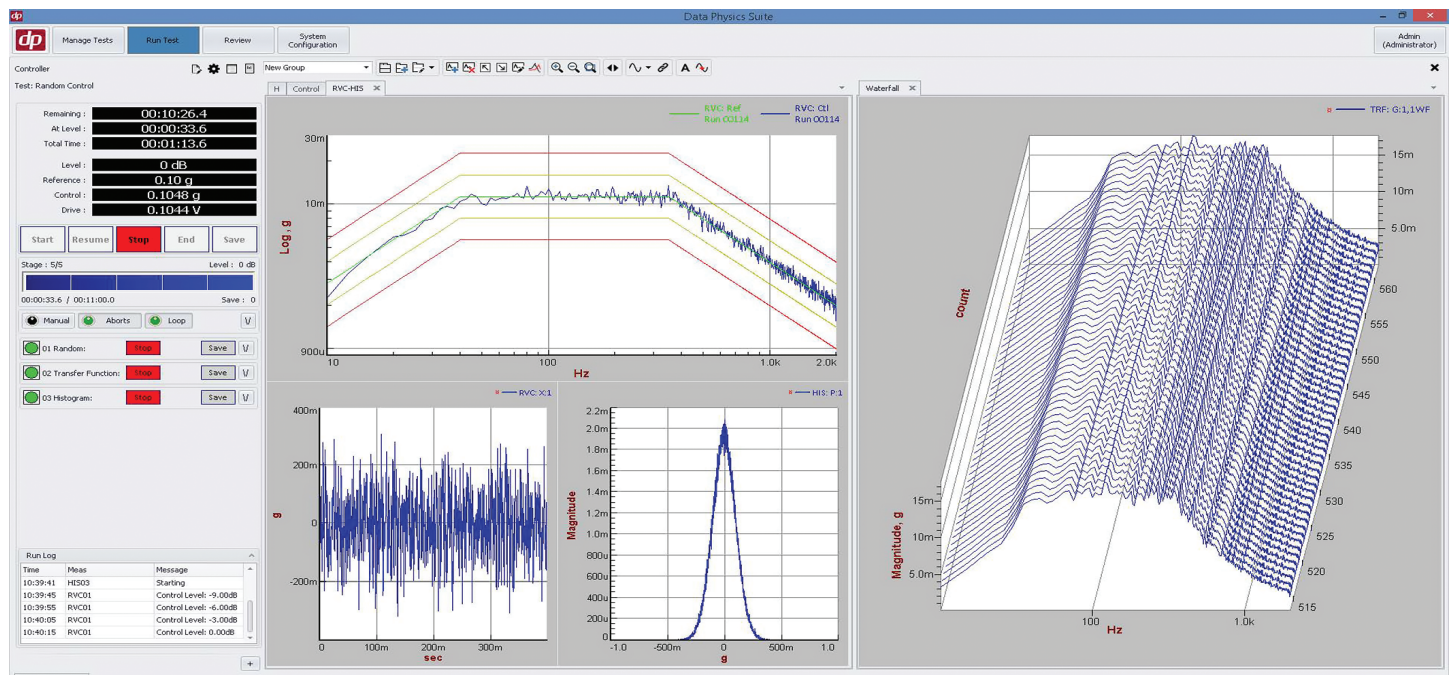 dp Data Physics Suite
dp Manage Tests Run Test Review System Configuration Admin (Administrator)
Controller
Test: Random Control
Remaining : 00:10:26.4
At Level : 00:00:33.6
Total Time : 00:01:13.6
Level : 0 dB
Reference : 0.10 g
Control : 0.1048 g
Drive : 0.1044 V
Start Resume Stop End Save
Stage : 5/5 Level : 0 dB
00:00:33.6 / 00:11:00.0 Save : 0
Manual Aborts Loop
01 Random: Stop Save
02 Transfer Function: Stop Save
03 Histogram: Stop Save
Run Log
Time Meas Message
10:39:41 HIS03 Starting
10:39:45 RVC01 Control Level: -9.00dB
10:39:55 RVC01 Control Level: -6.00dB
10:40:05 RVC01 Control Level: -3.00dB
10:40:15 RVC01 Control Level: 0.00dB
New Group
A
H Control RVC-HIS
RVC: Ref RVC: Ctl
Run 00114 Run 00114
30m
10m
900u
Log, g
10 100 1.0k 2.0k
Hz
RVC: X:1
400m
200m
0
-200m
g
0 100m 200m 300m
sec
HIS: P:1
2.2m
2.0m
1.8m
1.6m
1.4m
1.2m
1.0m
800u
600u
400u
200u
0
Magnitude
-1.0 -500m 0 500m 1.0
g
Waterfall
TRF: G:1,1WF
15m
10m
5.0m
count
560
555
550
545
540
535
530
525
520
515
15m
10m
5.0m
Magnitude, g
100 1.0k
Hz